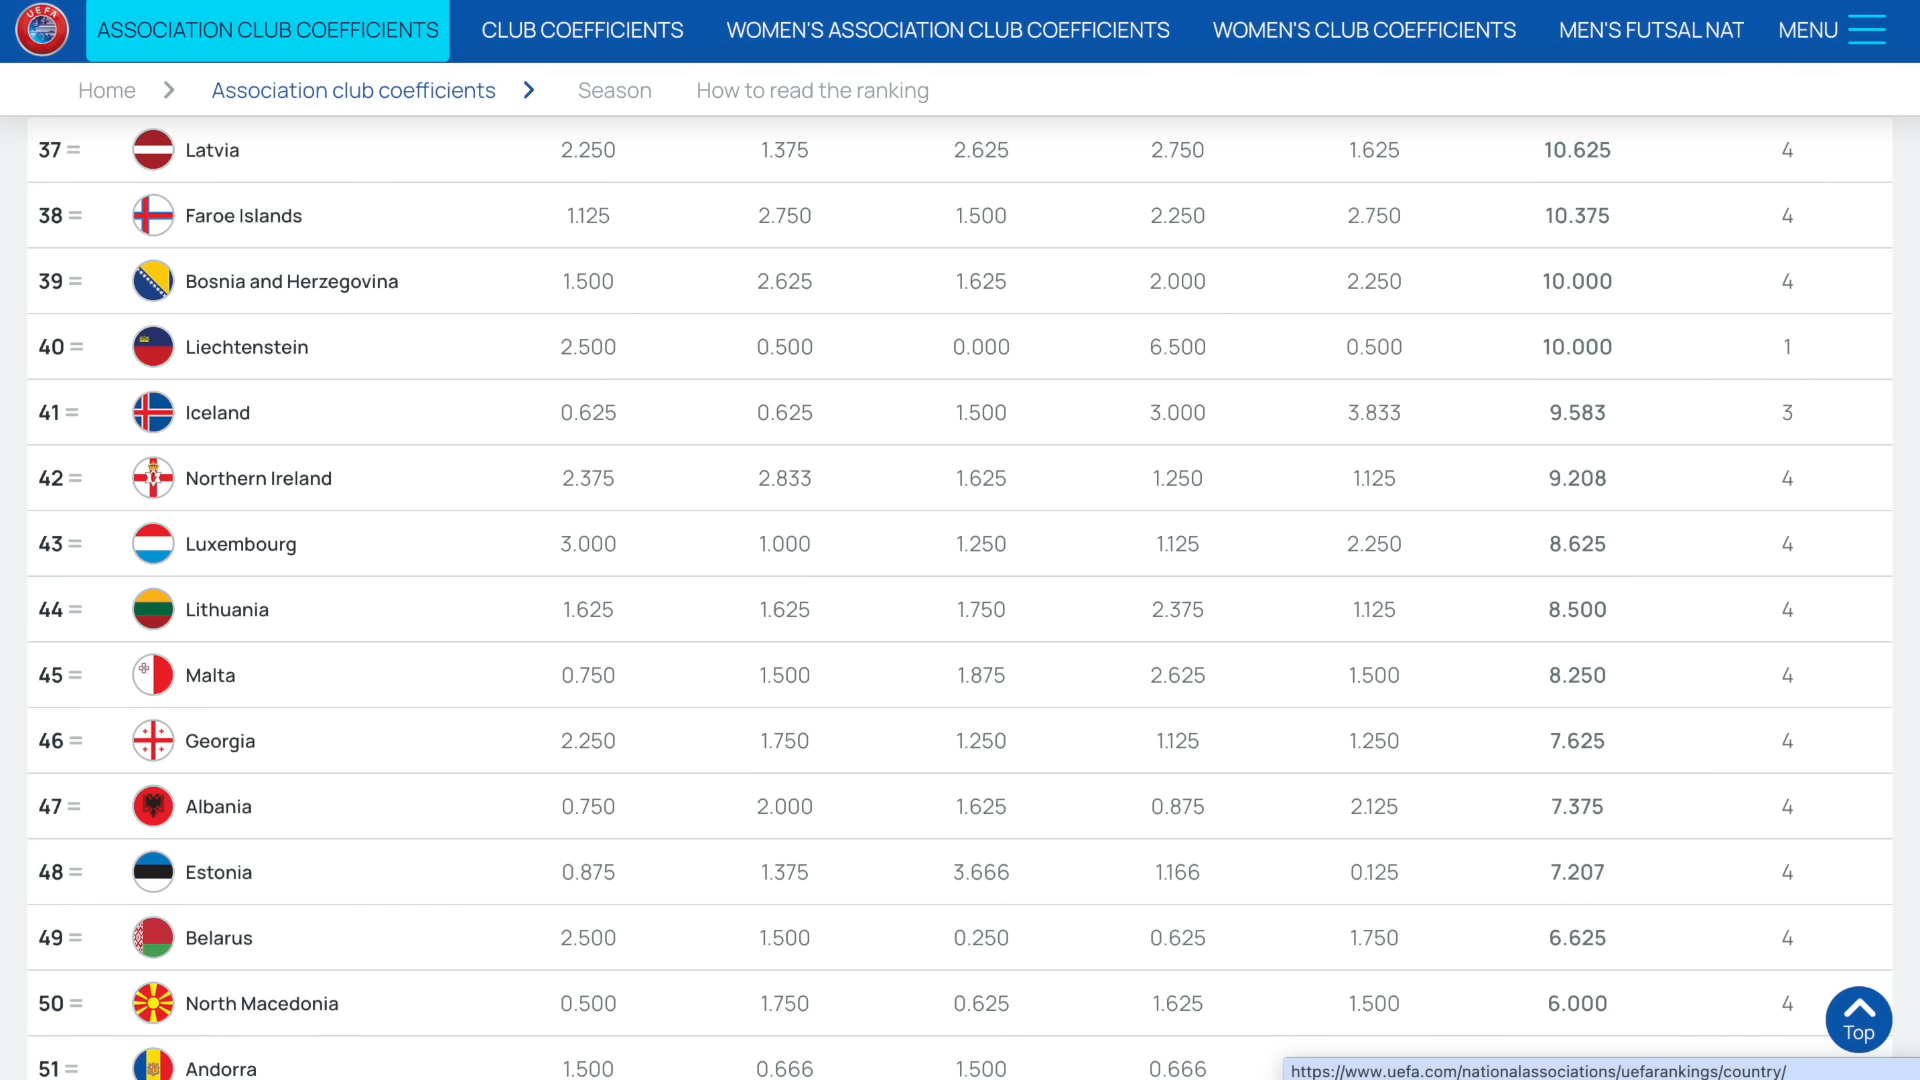 UEFA
ASSOCIATION CLUB COEFFICIENTS CLUB COEFFICIENTS WOMEN'S ASSOCIATION CLUB COEFFICIENTS WOMEN'S CLUB COEFFICIENTS MEN'S FUTSAL NAT MENU
Home Association club coefficients Season How to read the ranking
37 = Latvia 2.250 1.375 2.625 2.750 1.625 10.625 4
38 = Faroe Islands 1.125 2.750 1.500 2.250 2.750 10.375 4
39 = Bosnia and Herzegovina 1.500 2.625 1.625 2.000 2.250 10.000 4
40 = Liechtenstein 2.500 0.500 0.000 6.500 0.500 10.000 1
41 = Iceland 0.625 0.625 1.500 3.000 3.833 9.583 3
42 = Northern Ireland 2.375 2.833 1.625 1.250 1.125 9.208 4
43 = Luxembourg 3.000 1.000 1.250 1.125 2.250 8.625 4
44 = Lithuania 1.625 1.625 1.750 2.375 1.125 8.500 4
45 = Malta 0.750 1.500 1.875 2.625 1.500 8.250 4
46 = Georgia 2.250 1.750 1.250 1.125 1.250 7.625 4
47 = Albania 0.750 2.000 1.625 0.875 2.125 7.375 4
48 = Estonia 0.875 1.375 3.666 1.166 0.125 7.207 4
49 = Belarus 2.500 1.500 0.250 0.625 1.750 6.625 4
50 = North Macedonia 0.500 1.750 0.625 1.625 1.500 6.000 4
Top
51 = Andorra 1.500 0.666 1.500 0.666
https://www.uefa.com/nationalassociations/uefarankings/country/